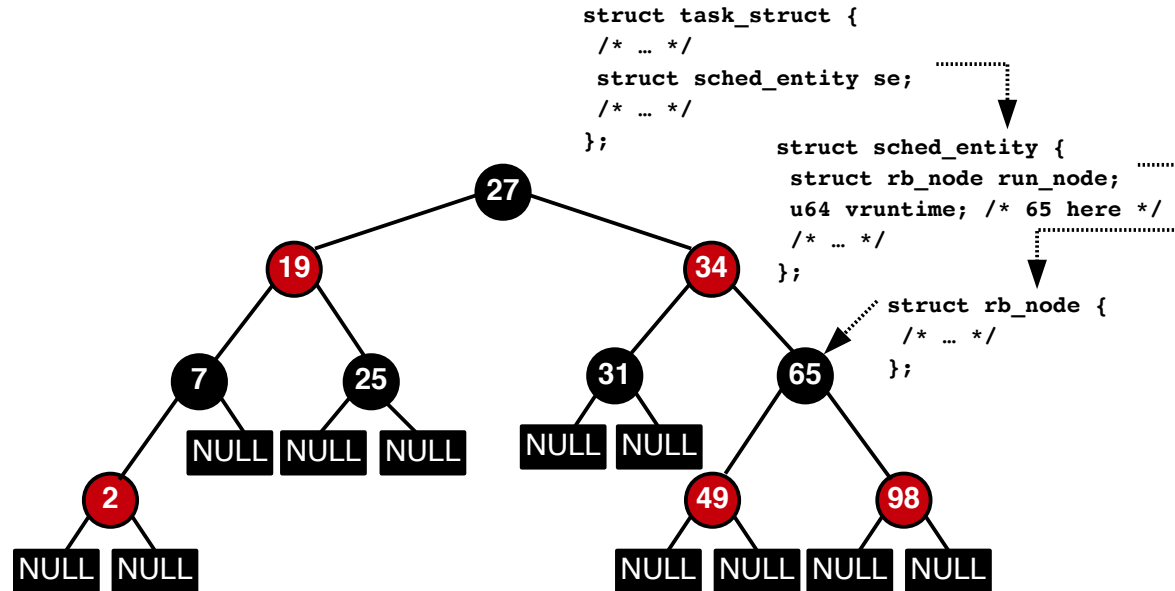 struct task_struct {
/* … */
struct sched_entity se;
/* … */
};
struct sched_entity {
struct rb_node run_node;
u64 vruntime; /* 65 here */
/* … */
};
struct rb_node {
/* … */
};
27
19 34
7 25 31 65
NULL NULL NULL NULL NULL
2 49 98
NULL NULL NULL NULL NULL NULL